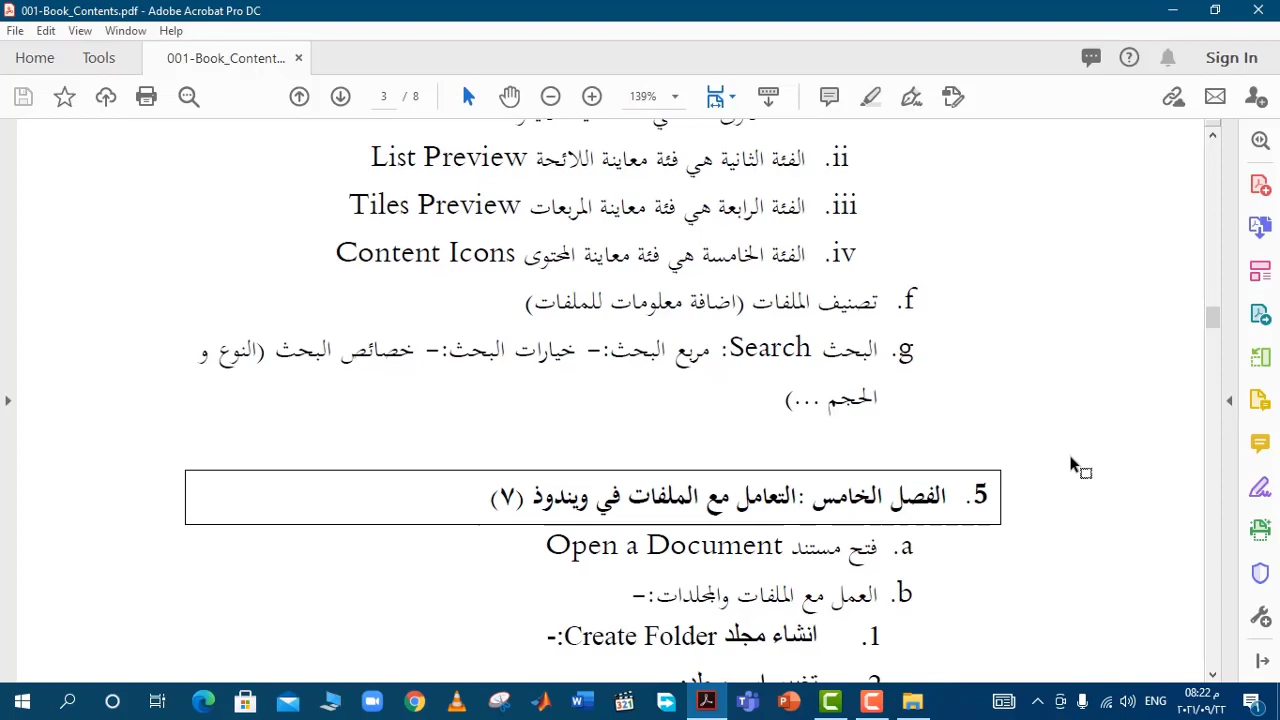 001-Book_Contents.pdf - Adobe Acrobat Pro DC
File Edit View Window Help
Home Tools 001-Book_Content... × Sign In
3 / 8 139%
ii. الفئة الثانية هي فئة معاينة اللائحة List Preview
iii. الفئة الرابعة هي فئة معاينة المربعات Tiles Preview
iv. الفئة الخامسة هي فئة معاينة المحتوى Content Icons
f. تصنيف الملفات (اضافة معلومات للملفات)
g. البحث Search: مربع البحث:- خيارات البحث:- خصائص البحث (النوع و
الحجم ...)
5. الفصل الخامس :التعامل مع الملفات في ويندوذ (٧)
a. فتح مستند Open a Document
b. العمل مع الملفات والمجلدات:-
1. انشاء مجلد Create Folder:-
ENG 08:22 م
٢٠٢١/٠٩/٢٢